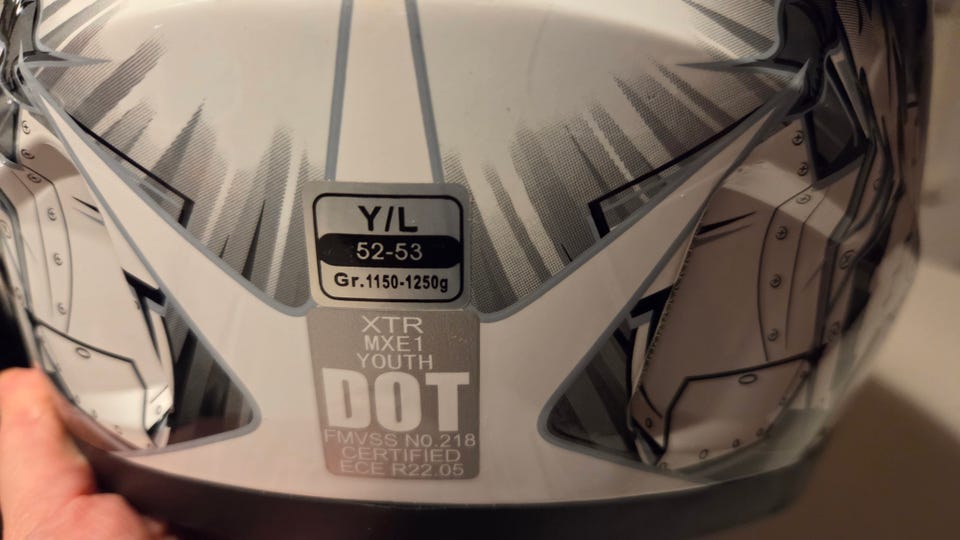 Y/L
52-53
Gr.1150-1250g
XTR
MXE1
YOUTH
DOT
FMVSS NO.218
CERTIFIED
ECE R22.05